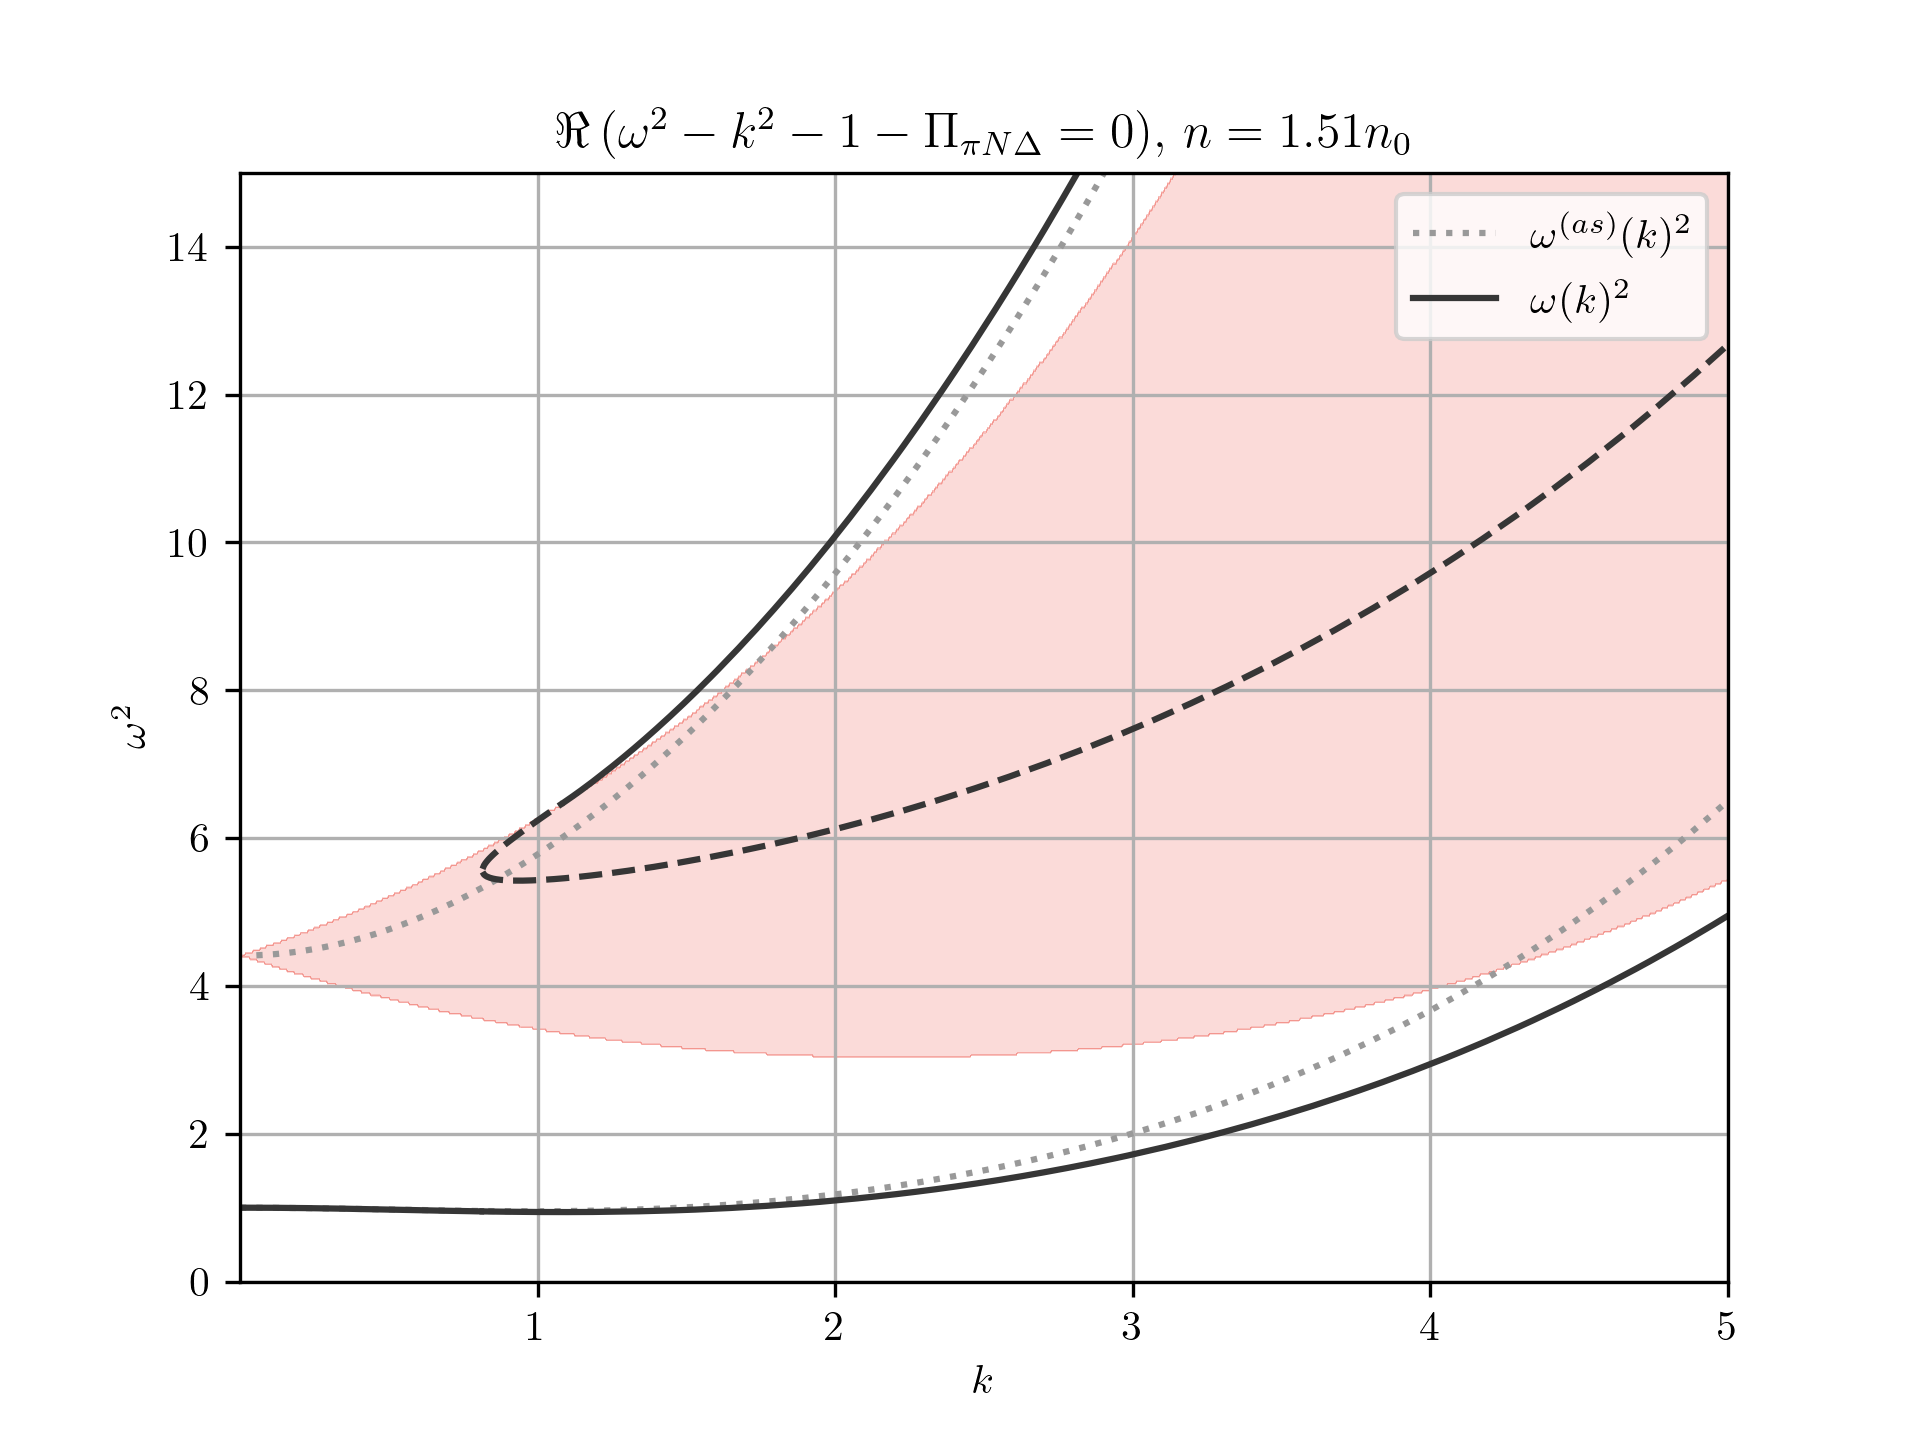 ℜ (ω² − k² − 1 − Π_{πNΔ} = 0), n = 1.51n₀
ω^{(as)}(k)²
ω(k)²
14
12
10
8
6
4
2
0
ω²
1 2 3 4 5
k